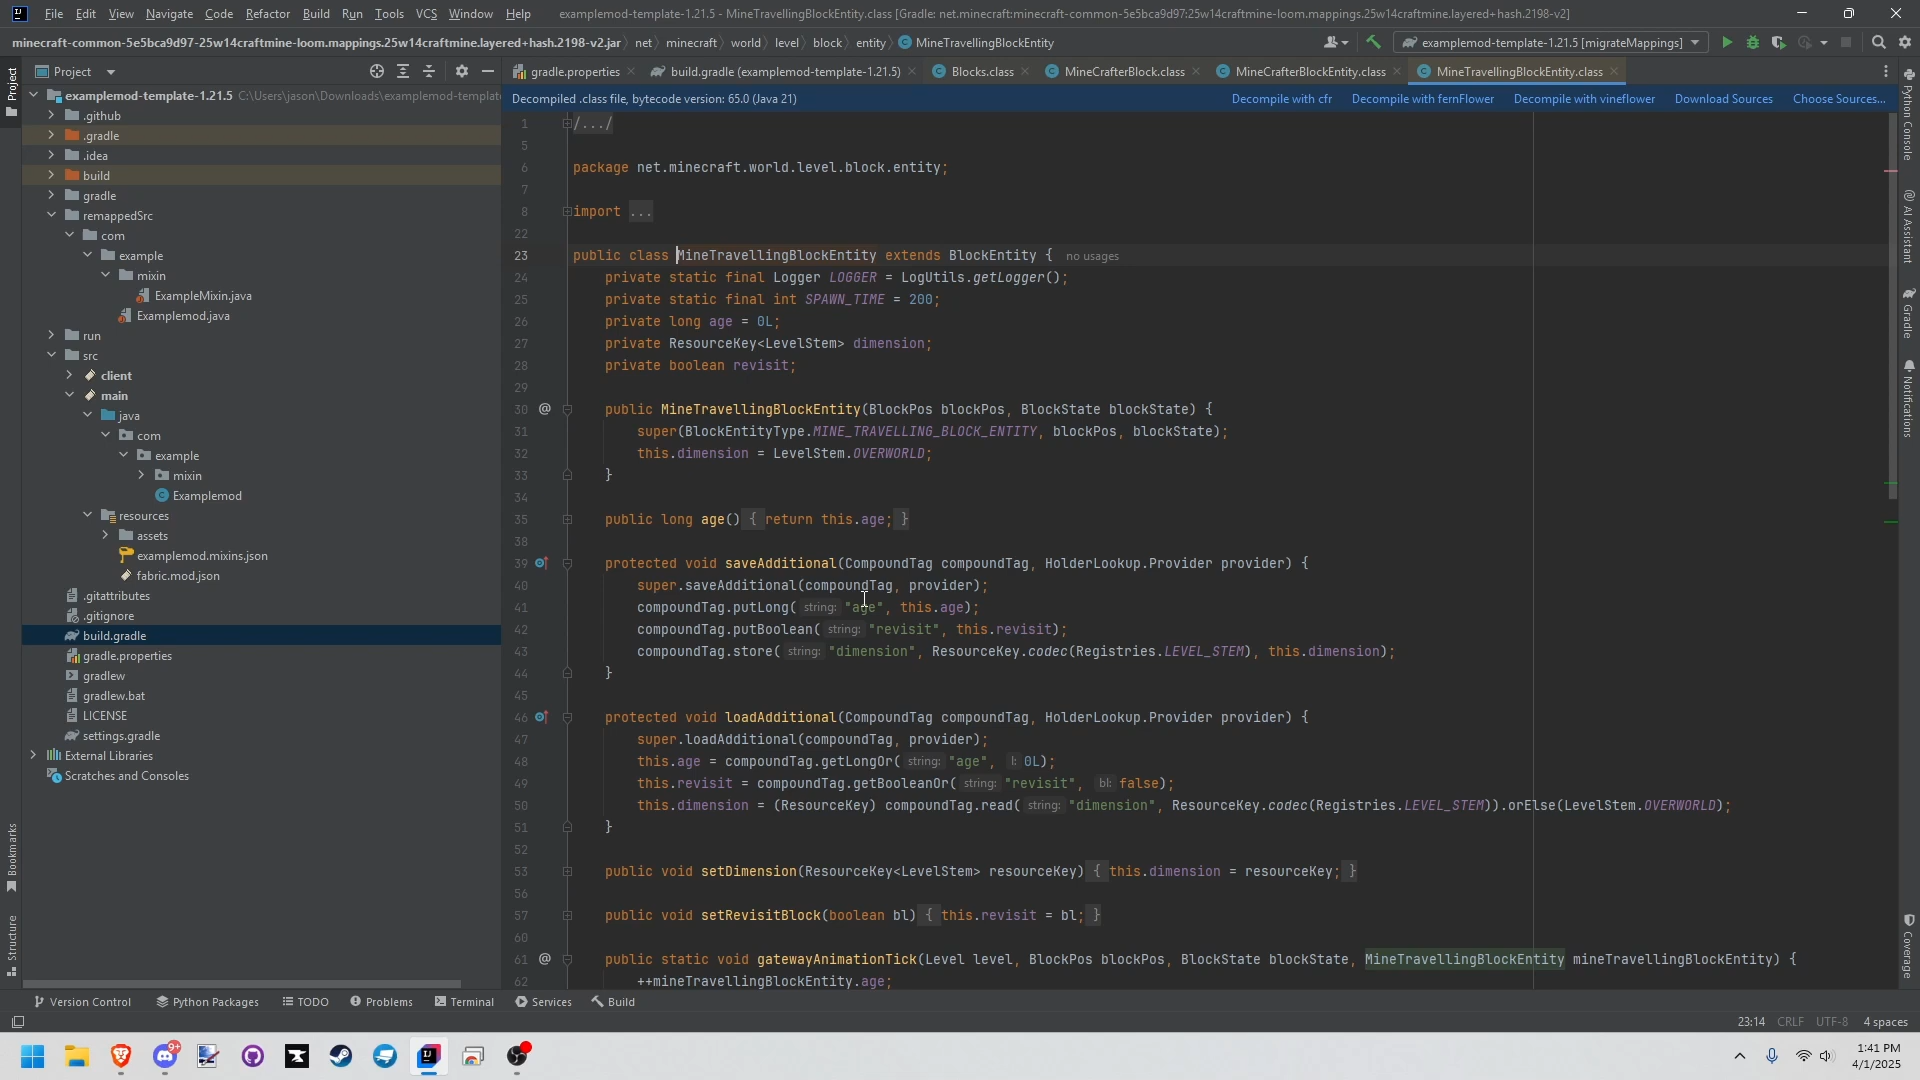 File Edit View Navigate Code Refactor Build Run Tools VCS Window Help examplemod-template-1.21.5 - MineTravellingBlockEntity.class [Gradle: net.minecraft:minecraft-common-5e5bca9d97:25w14craftmine-loom.mappings.25w14craftmine.layered+hash.2198-v2]
minecraft-common-5e5bca9d97-25w14craftmine-loom.mappings.25w14craftmine.layered+hash.2198-v2.jar net minecraft world level block entity MineTravellingBlockEntity examplemod-template-1.21.5 [migrateMappings]
Project gradle.properties build.gradle (examplemod-template-1.21.5) Blocks.class MineCrafterBlock.class MineCrafterBlockEntity.class MineTravellingBlockEntity.class
Decompiled .class file, bytecode version: 65.0 (Java 21) Decompile with cfr Decompile with fernFlower Decompile with vineflower Download Sources Choose Sources...
Project
Bookmarks
Structure
examplemod-template-1.21.5 C:\Users\jason\Downloads\examplemod-template
.github
.gradle
.idea
build
gradle
remappedSrc
com
example
mixin
ExampleMixin.java
Examplemod.java
run
src
client
main
java
com
example
mixin
Examplemod
resources
assets
examplemod.mixins.json
fabric.mod.json
.gitattributes
.gitignore
build.gradle
gradle.properties
gradlew
gradlew.bat
LICENSE
settings.gradle
External Libraries
Scratches and Consoles
1 /.../
5
6 package net.minecraft.world.level.block.entity;
7
8 import ...
22
23 public class MineTravellingBlockEntity extends BlockEntity { no usages
24 private static final Logger LOGGER = LogUtils.getLogger();
25 private static final int SPAWN_TIME = 200;
26 private long age = 0L;
27 private ResourceKey<LevelStem> dimension;
28 private boolean revisit;
29
30 @ public MineTravellingBlockEntity(BlockPos blockPos, BlockState blockState) {
31 super(BlockEntityType.MINE_TRAVELLING_BLOCK_ENTITY, blockPos, blockState);
32 this.dimension = LevelStem.OVERWORLD;
33 }
34
35 public long age() { return this.age; }
38
39 protected void saveAdditional(CompoundTag compoundTag, HolderLookup.Provider provider) {
40 super.saveAdditional(compoundTag, provider);
41 compoundTag.putLong( string: "age", this.age);
42 compoundTag.putBoolean( string: "revisit", this.revisit);
43 compoundTag.store( string: "dimension", ResourceKey.codec(Registries.LEVEL_STEM), this.dimension);
44 }
45
46 protected void loadAdditional(CompoundTag compoundTag, HolderLookup.Provider provider) {
47 super.loadAdditional(compoundTag, provider);
48 this.age = compoundTag.getLongOr( string: "age", l: 0L);
49 this.revisit = compoundTag.getBooleanOr( string: "revisit", bl: false);
50 this.dimension = (ResourceKey) compoundTag.read( string: "dimension", ResourceKey.codec(Registries.LEVEL_STEM)).orElse(LevelStem.OVERWORLD);
51 }
52
53 public void setDimension(ResourceKey<LevelStem> resourceKey) { this.dimension = resourceKey; }
56
57 public void setRevisitBlock(boolean bl) { this.revisit = bl; }
60
61 @ public static void gatewayAnimationTick(Level level, BlockPos blockPos, BlockState blockState, MineTravellingBlockEntity mineTravellingBlockEntity) {
62 ++mineTravellingBlockEntity.age;
Python Console
AI Assistant
Gradle
Notifications
Coverage
Version Control Python Packages TODO Problems Terminal Services Build
23:14 CRLF UTF-8 4 spaces
9+
1:41 PM
4/1/2025